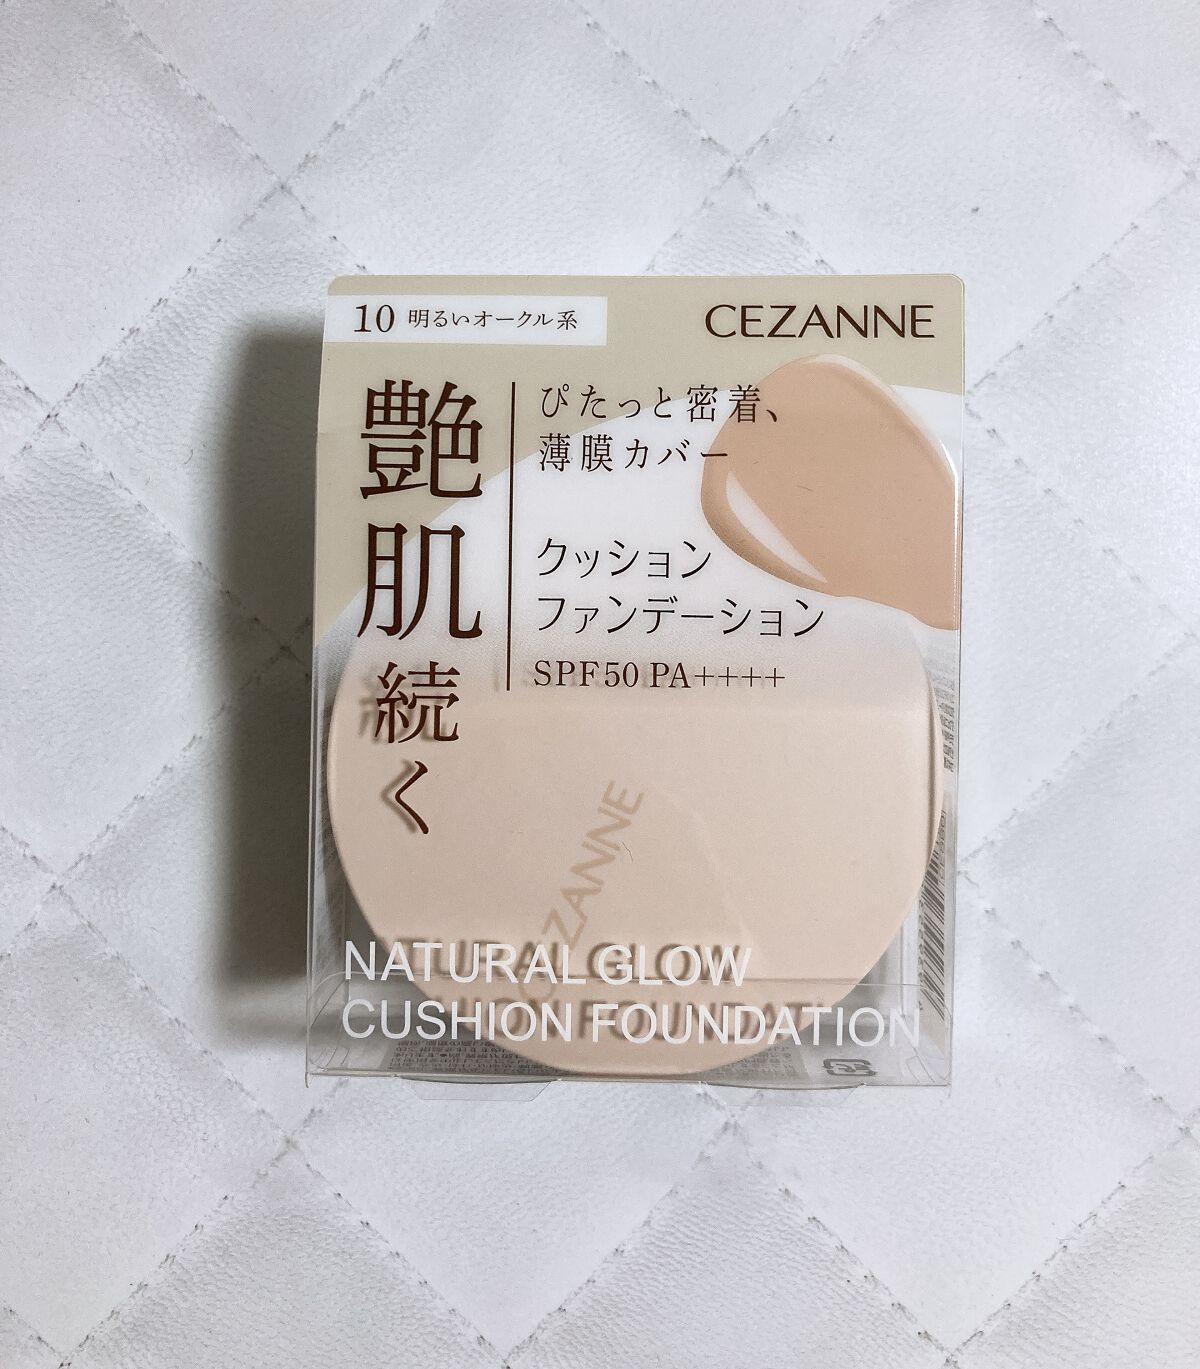 10 明るいオークル系
CEZANNE
艶肌続く
ぴたっと密着、
薄膜カバー
クッション
ファンデーション
SPF50 PA++++
CEZANNE
NATURAL GLOW
CUSHION FOUNDATION